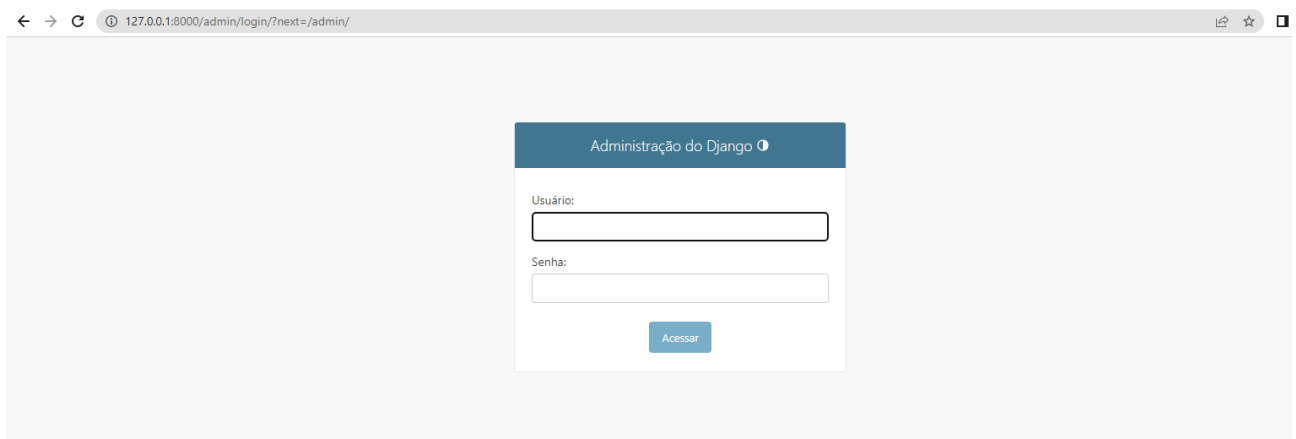 127.0.0.1:8000/admin/login/?next=/admin/
Administração do Django
Usuário:
Senha:
Acessar